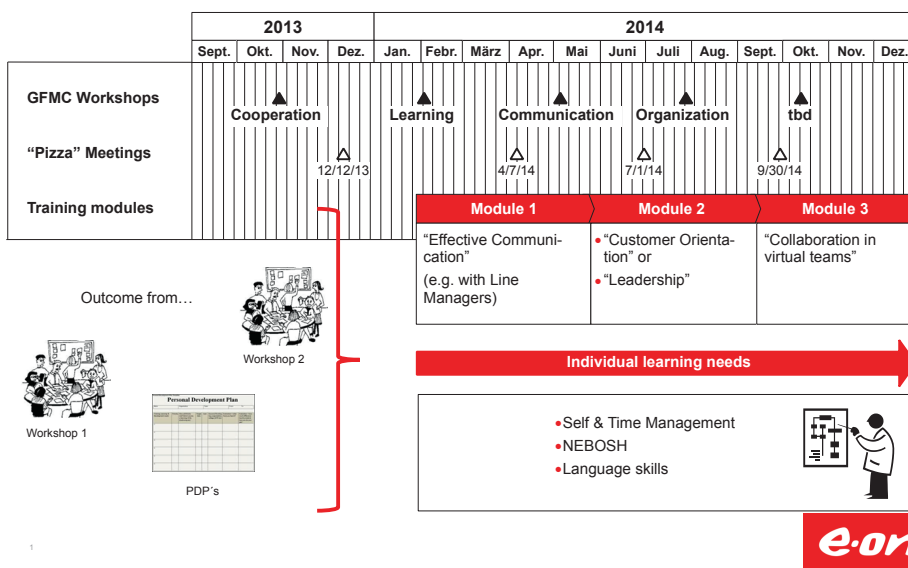 2013 2014
Sept. Okt. Nov. Dez. Jan. Febr. März Apr. Mai Juni Juli Aug. Sept. Okt. Nov. Dez.
GFMC Workshops
Cooperation Learning Communication Organization tbd
“Pizza” Meetings
12/12/13 4/7/14 7/1/14 9/30/14
Training modules
Module 1 Module 2 Module 3
“Effective Communi-
cation”
(e.g. with Line
Managers)
•“Customer Orienta-
tion” or
•“Leadership”
“Collaboration in
virtual teams”
Outcome from…
Workshop 2
Workshop 1
Personal Development Plan
PDP´s
Individual learning needs
•Self & Time Management
•NEBOSH
•Language skills
1
e·on